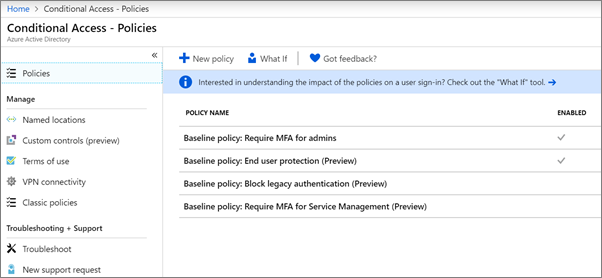 Home > Conditional Access - Policies
Conditional Access - Policies
Azure Active Directory
«
Policies
Manage
Named locations
Custom controls (preview)
Terms of use
VPN connectivity
Classic policies
Troubleshooting + Support
Troubleshoot
New support request
New policy What If Got feedback?
Interested in understanding the impact of the policies on a user sign-in? Check out the "What If" tool. →
POLICY NAME ENABLED
Baseline policy: Require MFA for admins
Baseline policy: End user protection (Preview)
Baseline policy: Block legacy authentication (Preview)
Baseline policy: Require MFA for Service Management (Preview)